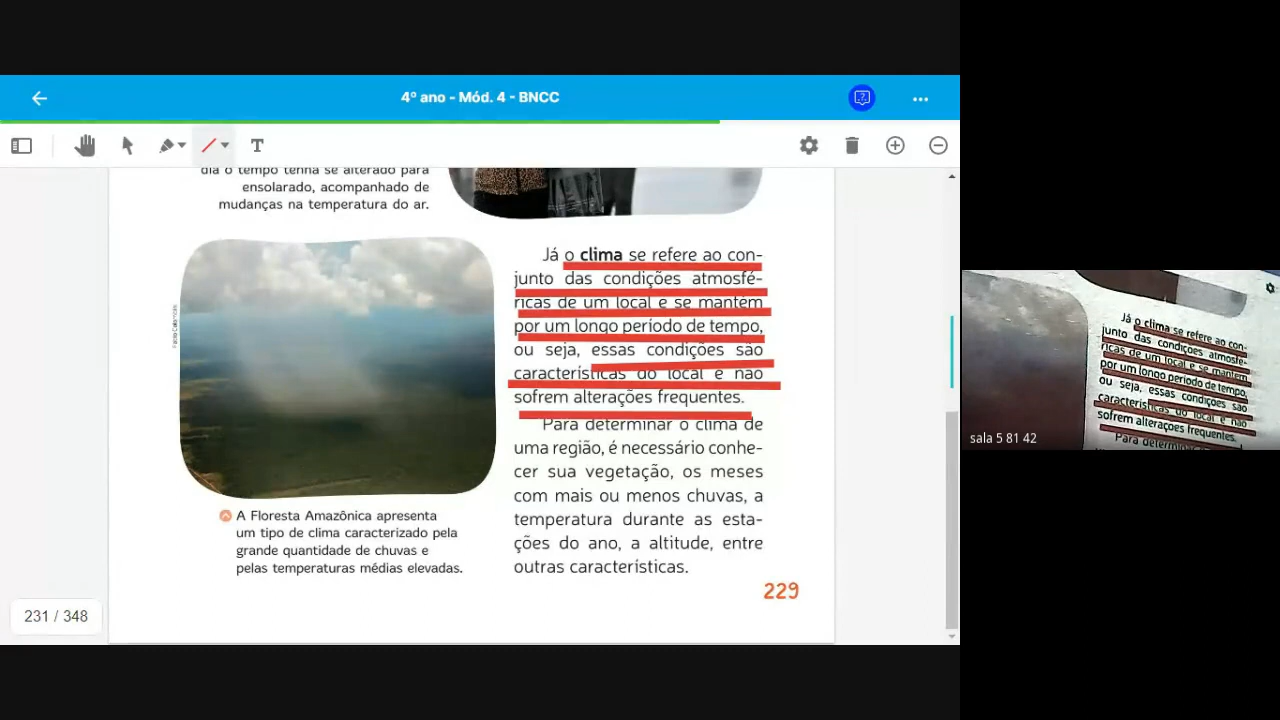 4º ano - Mód. 4 - BNCC
T
dia o tempo tenha se alterado para
ensolarado, acompanhado de
mudanças na temperatura do ar.
Já o clima se refere ao con-
junto das condições atmosfé-
ricas de um local e se mantém
por um longo período de tempo,
ou seja, essas condições são
características do local e não
sofrem alterações frequentes.
Para determinar o clima de
uma região, é necessário conhe-
cer sua vegetação, os meses
com mais ou menos chuvas, a
temperatura durante as esta-
ções do ano, a altitude, entre
outras características.
A Floresta Amazônica apresenta
um tipo de clima caracterizado pela
grande quantidade de chuvas e
pelas temperaturas médias elevadas.
229
231 / 348
Já o clima se refere ao con-
junto das condições atmosfé-
ricas de um local e se mantém
por um longo período de tempo,
ou seja, essas condições são
características do local e não
sofrem alterações frequentes.
Para determinar
sala 5 81 42